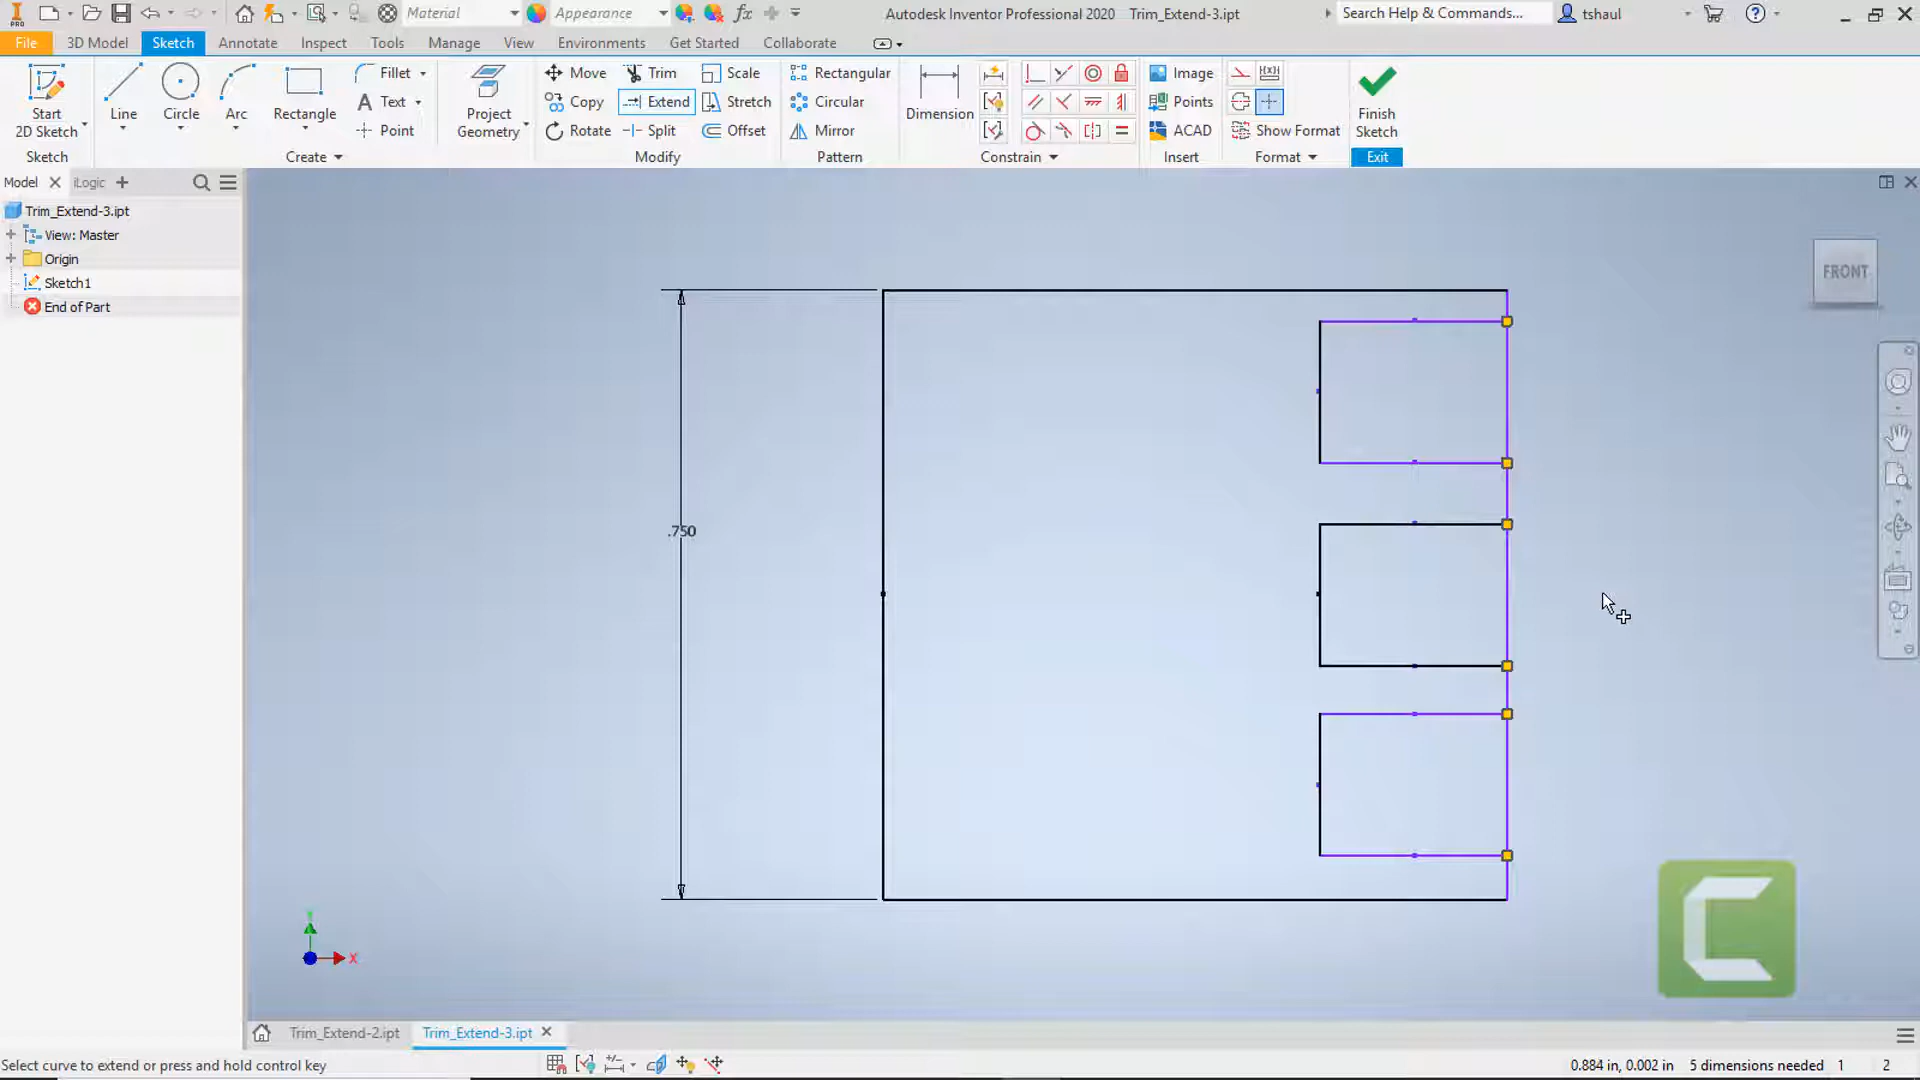 PRO Material Appearance fx Autodesk Inventor Professional 2020 Trim_Extend-3.ipt Search Help & Commands... tshaul ?
File 3D Model Sketch Annotate Inspect Tools Manage View Environments Get Started Collaborate
Start
2D Sketch
Line
Circle
Arc
Rectangle
Fillet
A Text
Point
Project
Geometry
Move Trim Scale
Copy Extend Stretch
Rotate Split Offset
Rectangular
Circular
Mirror
Dimension
Image
Points
ACAD
Show Format
Finish
Sketch
Sketch Create Modify Pattern Constrain Insert Format Exit
Model iLogic
Trim_Extend-3.ipt
View: Master
Origin
Sketch1
End of Part
FRONT
.750
Y
X
C
Trim_Extend-2.ipt Trim_Extend-3.ipt
Select curve to extend or press and hold control key 0.884 in, 0.002 in 5 dimensions needed 1 2